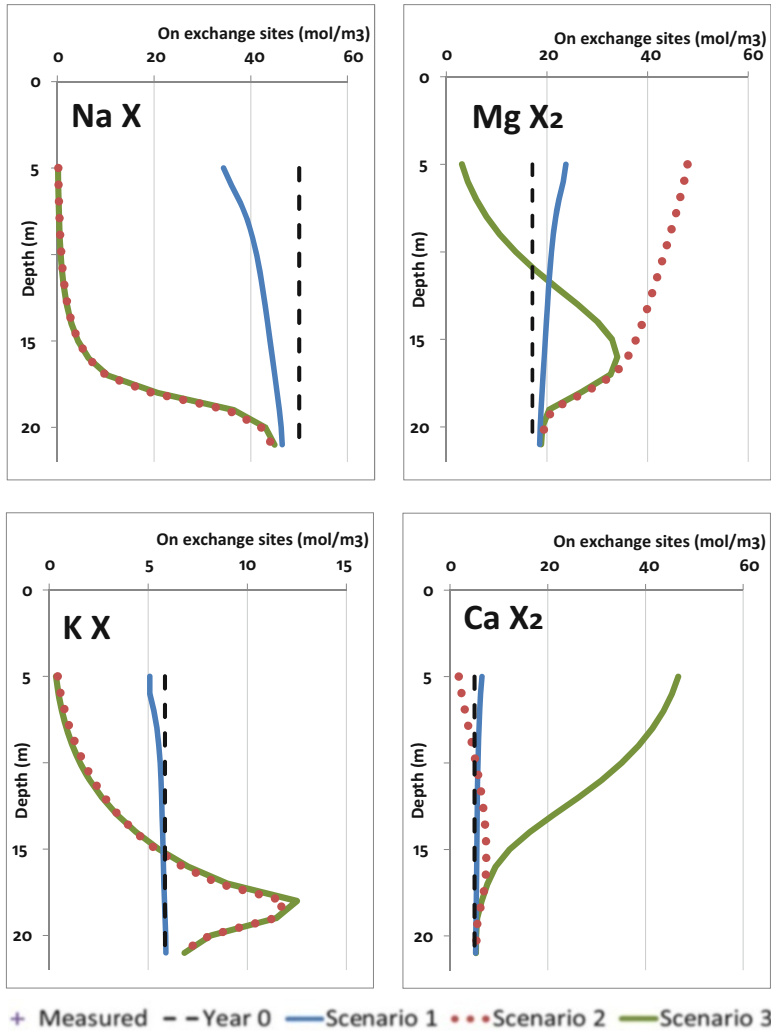 On exchange sites (mol/m3)
0 20 40 60
0
5
15
20
Depth (m)
Na X
On exchange sites (mol/m3)
0 20 40 60
0
5
15
20
Depth (m)
Mg X₂
On exchange sites (mol/m3)
0 5 10 15
0
5
15
20
Depth (m)
K X
On exchange sites (mol/m3)
0 20 40 60
0
5
15
20
Depth (m)
Ca X₂
Measured Year 0 Scenario 1 Scenario 2 Scenario 3